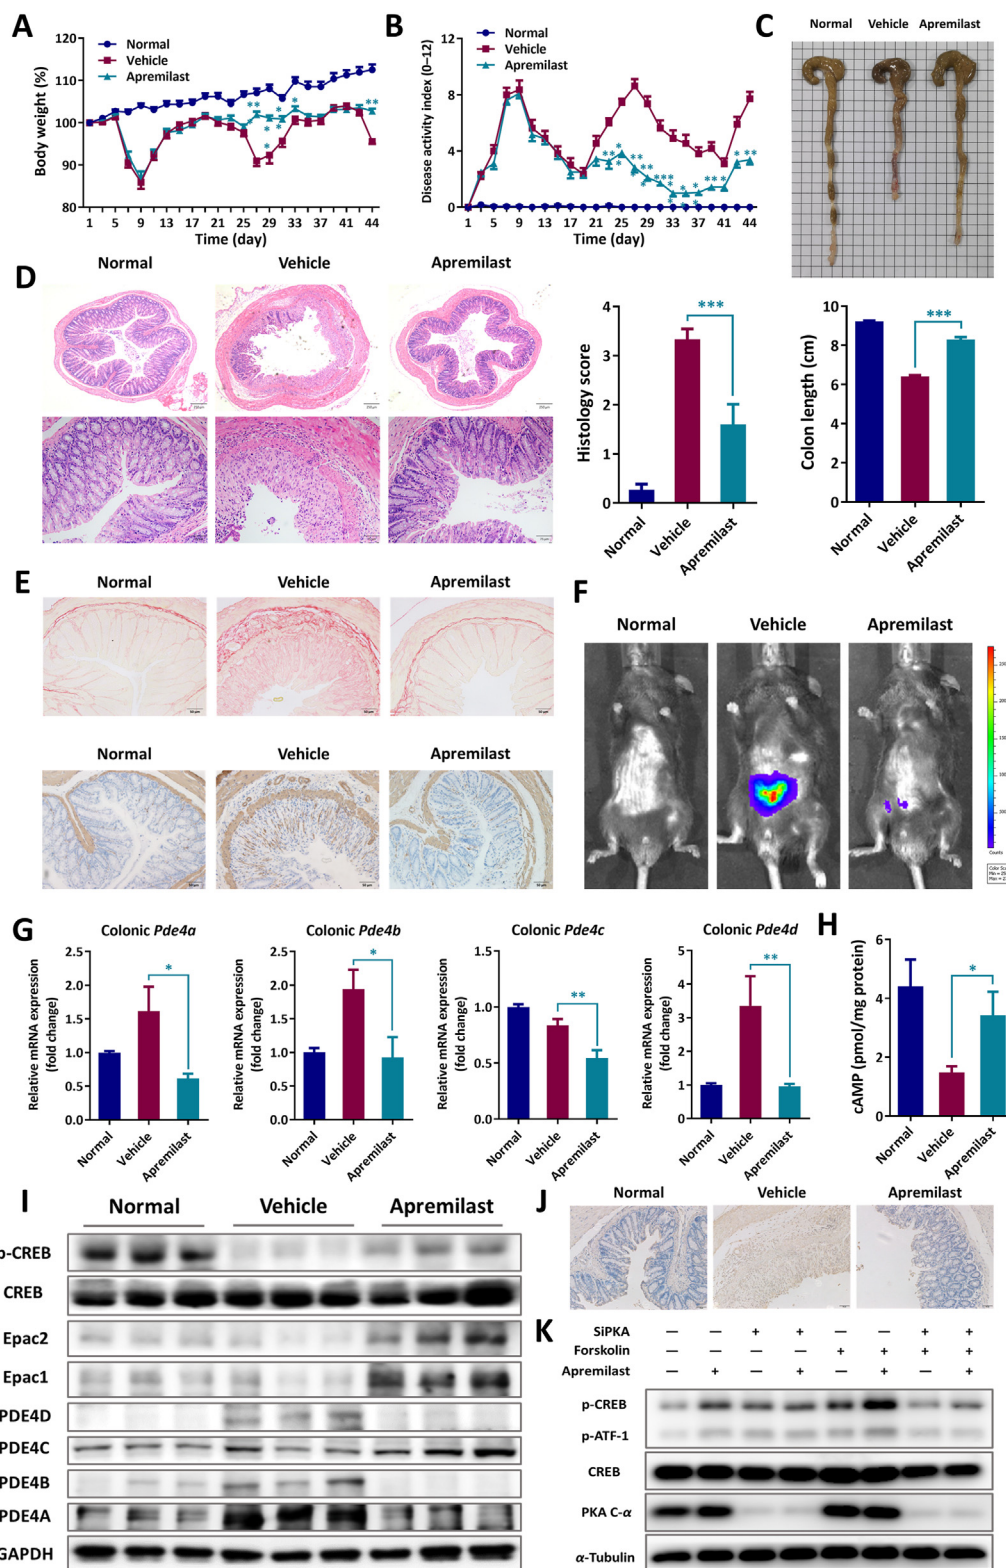 A
Body weight (%)
120
110
100
90
80
Normal
Vehicle
Apremilast
**
*
*
*
*
*
**
1 5 9 13 17 21 25 29 33 37 41 44
Time (day)
B
Disease activity index (0–12)
12
8
4
0
Normal
Vehicle
Apremilast
1 5 9 13 17 21 25 29 33 37 41 44
Time (day)
C
Normal Vehicle Apremilast
D
Normal Vehicle Apremilast
Histology score
4
3
2
1
0
***
Normal Vehicle Apremilast
Colon length (cm)
10
8
6
4
2
0
***
Normal Vehicle Apremilast
E
Normal Vehicle Apremilast
Normal Vehicle Apremilast
F
Normal Vehicle Apremilast
Counts
G
Colonic Pde4a
Relative mRNA expression
(fold change)
2.5
2.0
1.5
1.0
0.5
0.0
*
Normal Vehicle Apremilast
Colonic Pde4b
Relative mRNA expression
(fold change)
2.5
2.0
1.5
1.0
0.5
0.0
*
Normal Vehicle Apremilast
Colonic Pde4c
Relative mRNA expression
(fold change)
1.5
1.0
0.5
0.0
**
Normal Vehicle Apremilast
Colonic Pde4d
Relative mRNA expression
(fold change)
5
4
3
2
1
0
**
Normal Vehicle Apremilast
H
cAMP (pmol/mg protein)
6
4
2
0
*
Normal Vehicle Apremilast
I
Normal Vehicle Apremilast
p-CREB
CREB
Epac2
Epac1
PDE4D
PDE4C
PDE4B
PDE4A
GAPDH
J
Normal Vehicle Apremilast
K
SiPKA — — + + — — + +
Forskolin — — — — + + + +
Apremilast — + — + — + — +
p-CREB
p-ATF-1
CREB
PKA C-α
α-Tubulin